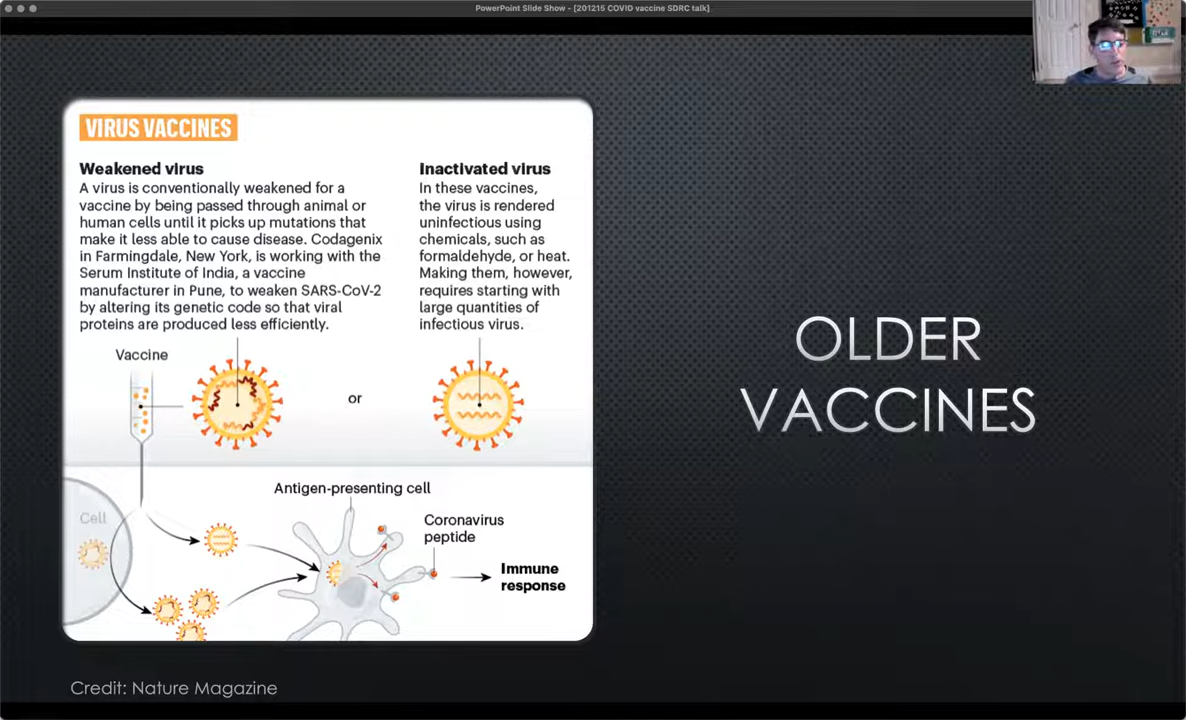 PowerPoint Slide Show - [201215 COVID vaccine SDRC talk]
VIRUS VACCINES
Weakened virus
A virus is conventionally weakened for a
vaccine by being passed through animal or
human cells until it picks up mutations that
make it less able to cause disease. Codagenix
in Farmingdale, New York, is working with the
Serum Institute of India, a vaccine
manufacturer in Pune, to weaken SARS-CoV-2
by altering its genetic code so that viral
proteins are produced less efficiently.
Inactivated virus
In these vaccines,
the virus is rendered
uninfectious using
chemicals, such as
formaldehyde, or heat.
Making them, however,
requires starting with
large quantities of
infectious virus.
Vaccine
or
Antigen-presenting cell
Cell
Coronavirus
peptide
Immune
response
OLDER
VACCINES
Credit: Nature Magazine